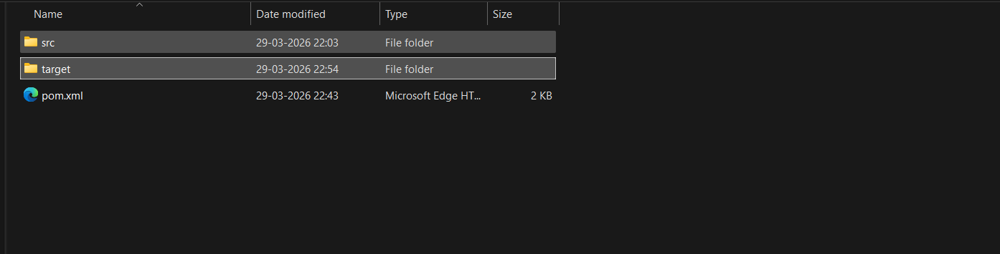 Name Date modified Type Size
src 29-03-2026 22:03 File folder
target 29-03-2026 22:54 File folder
pom.xml 29-03-2026 22:43 Microsoft Edge HT... 2 KB